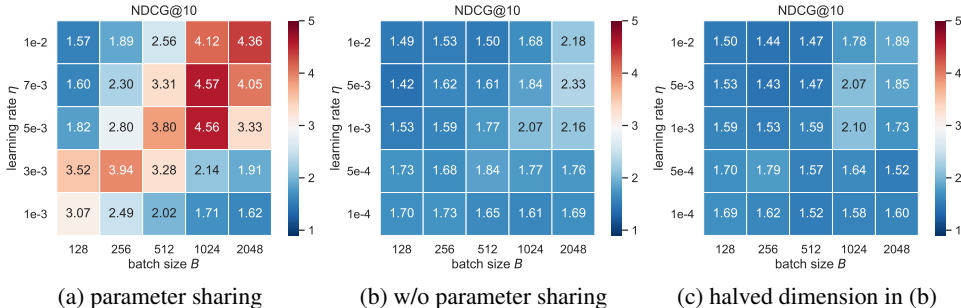 NDCG@10
learning rate η
1e-2 1.57 1.89 2.56 4.12 4.36
7e-3 1.60 2.30 3.31 4.57 4.05
5e-3 1.82 2.80 3.80 4.56 3.33
3e-3 3.52 3.94 3.28 2.14 1.91
1e-3 3.07 2.49 2.02 1.71 1.62
128 256 512 1024 2048
batch size B
5
4
3
2
1
(a) parameter sharing
NDCG@10
learning rate η
1e-2 1.49 1.53 1.50 1.68 2.18
5e-3 1.42 1.62 1.61 1.84 2.33
1e-3 1.53 1.59 1.77 2.07 2.16
5e-4 1.73 1.68 1.84 1.77 1.76
1e-4 1.70 1.73 1.65 1.61 1.69
128 256 512 1024 2048
batch size B
5
4
3
2
1
(b) w/o parameter sharing
NDCG@10
learning rate η
1e-2 1.50 1.44 1.47 1.78 1.89
5e-3 1.53 1.43 1.47 2.07 1.85
1e-3 1.59 1.53 1.59 2.10 1.73
5e-4 1.70 1.79 1.57 1.64 1.52
1e-4 1.69 1.62 1.52 1.58 1.60
128 256 512 1024 2048
batch size B
5
4
3
2
1
(c) halved dimension in (b)